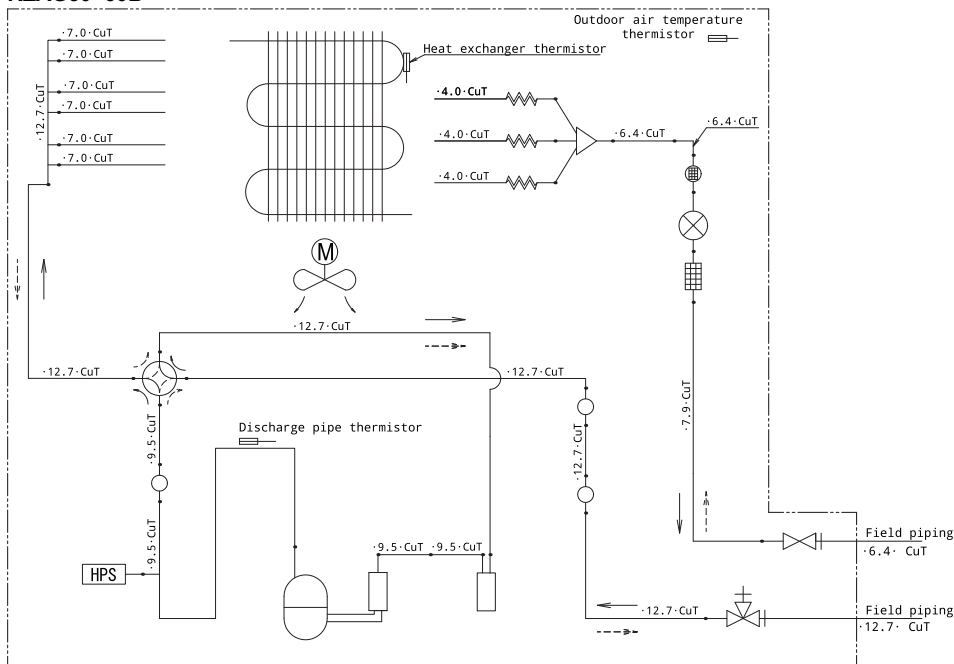 Outdoor air temperature
thermistor
·7.0·CuT
·7.0·CuT
·7.0·CuT
·7.0·CuT
·7.0·CuT
·7.0·CuT
·12.7·CuT
Heat exchanger thermistor
·4.0·CuT
·4.0·CuT
·4.0·CuT
·6.4·CuT
·6.4·CuT
M
·12.7·CuT
·12.7·CuT
·12.7·CuT
·9.5·CuT
Discharge pipe thermistor
·12.7·CuT
·7.9·CuT
·9.5·CuT
·9.5·CuT ·9.5·CuT
HPS
Field piping
·6.4· CuT
·12.7·CuT
Field piping
·12.7· CuT